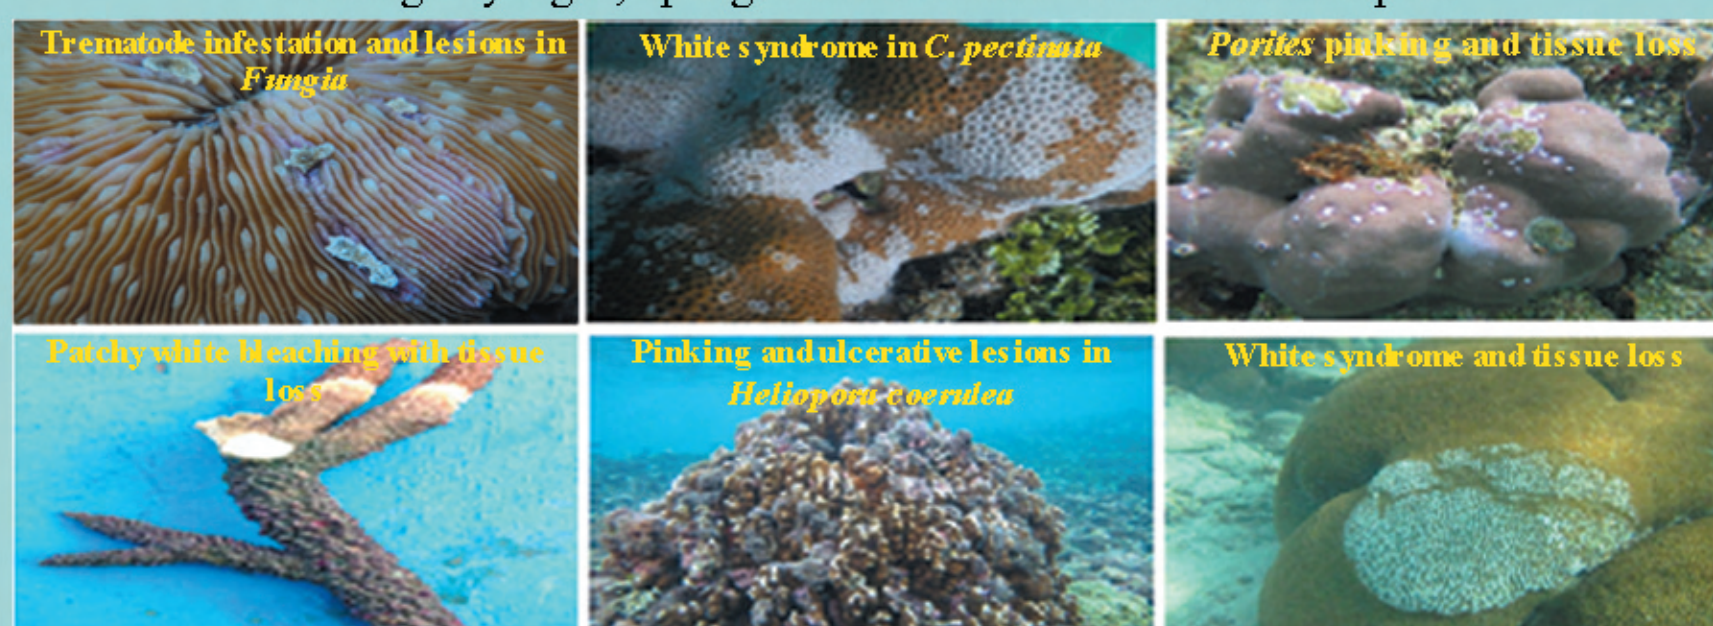 Trematode infestation and lesions in
Fungia
White syndrome in C. pectinata
Porites pinking and tissue loss
Patchy white bleaching with tissue
loss
Pinking and ulcerative lesions in
Heliopora coerulea
White syndrome and tissue loss